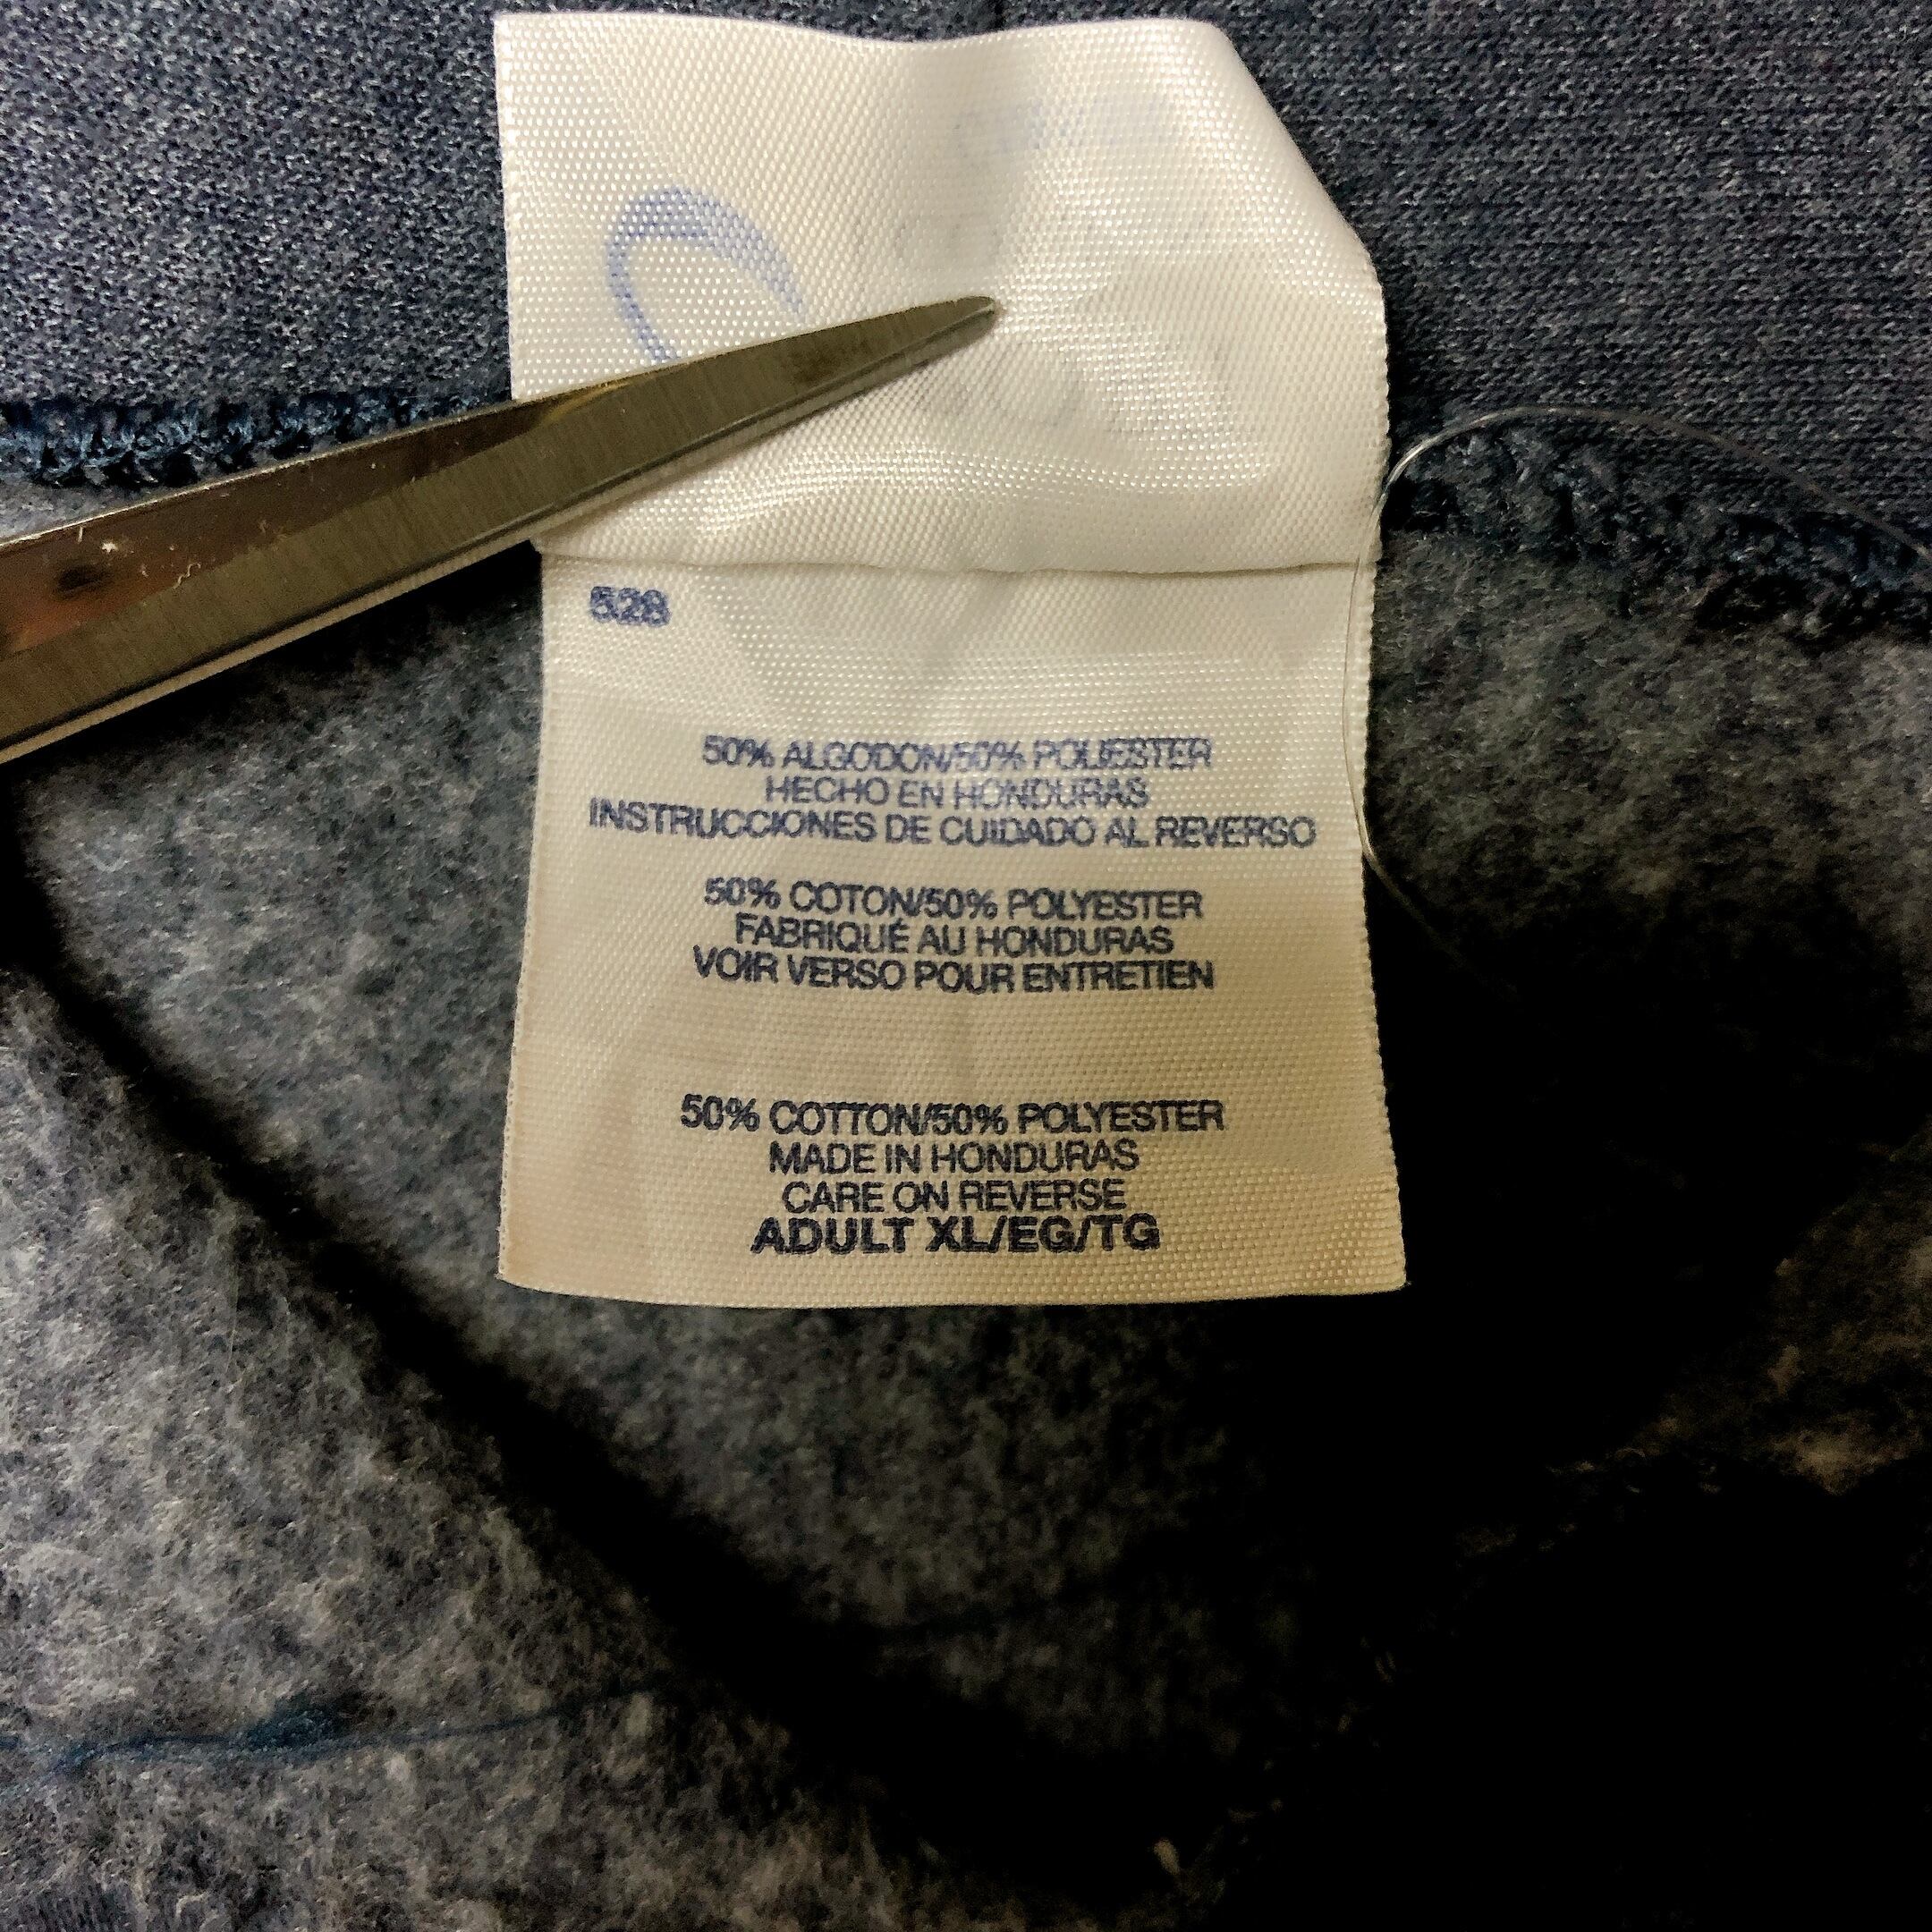 528
50% ALGODON/50% POLIESTER
HECHO EN HONDURAS
INSTRUCCIONES DE CUIDADO AL REVERSO
50% COTON/50% POLYESTER
FABRIQUÉ AU HONDURAS
VOIR VERSO POUR ENTRETIEN
50% COTTON/50% POLYESTER
MADE IN HONDURAS
CARE ON REVERSE
ADULT XL/EG/TG